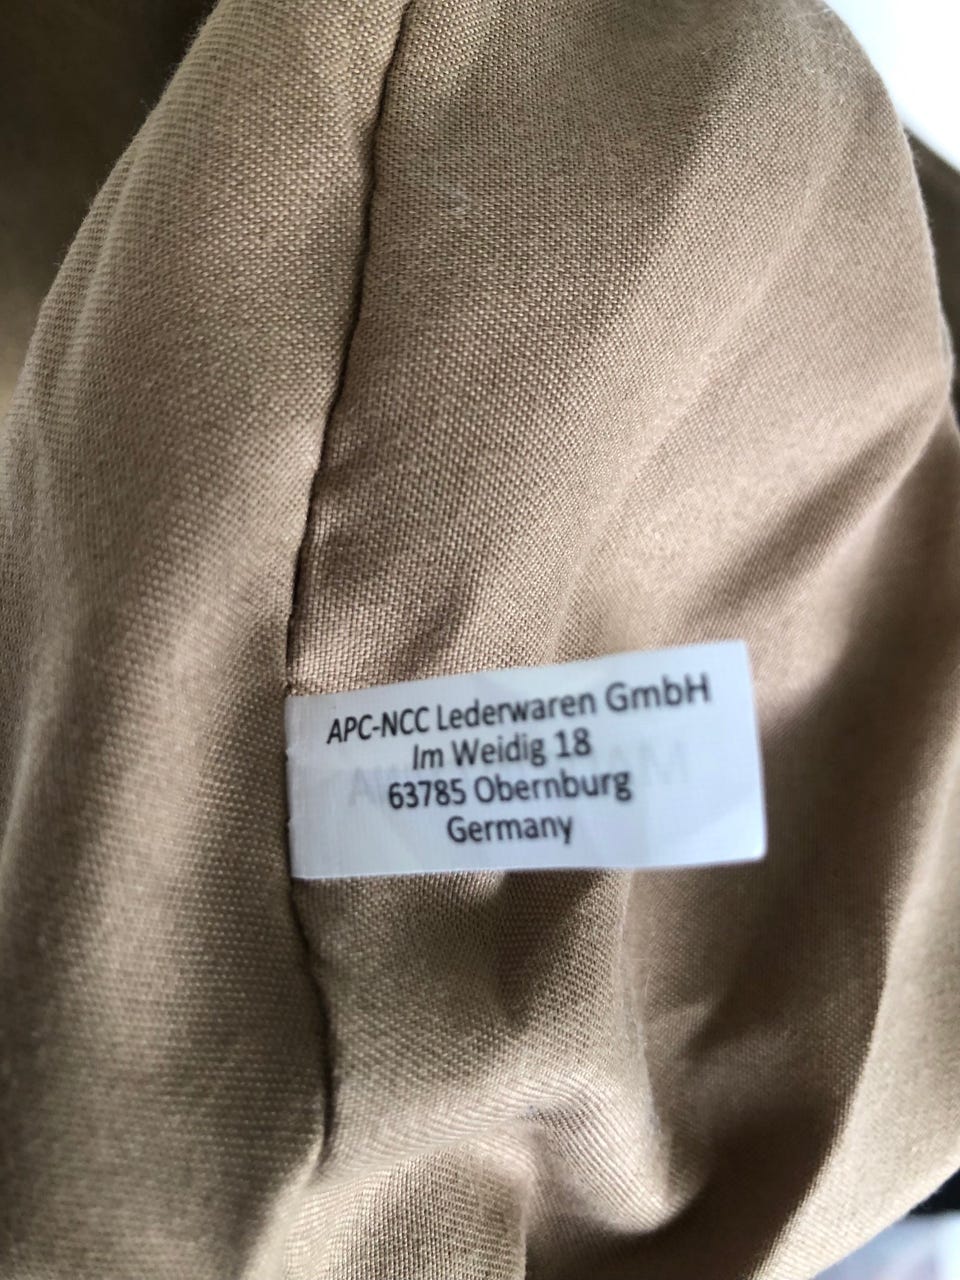 APC-NCC Lederwaren GmbH
Im Weidig 18
63785 Obernburg
Germany